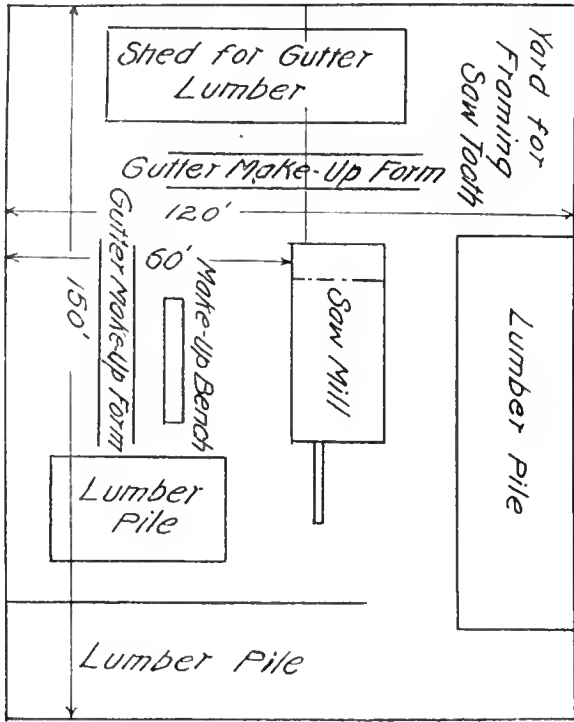 Shed for Gutter
Lumber
Yard for
Framing
Saw Tooth
Gutter Make-Up Form
120'
60'
150'
Gutter Make-Up Form
Make-Up Bench
Saw Mill
Lumber Pile
Lumber
Pile
Lumber Pile